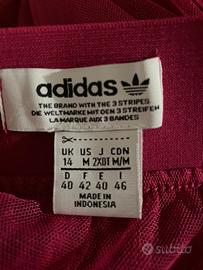 adidas
THE BRAND WITH THE 3 STRIPES
DIE WELTMARKE MIT DEN 3 STREIFEN
LA MARQUE AUX 3 BANDES
UK US J CDN
14 M 2XOT M/M
D F E I
40 42 40 46
MADE IN
INDONESIA
subito